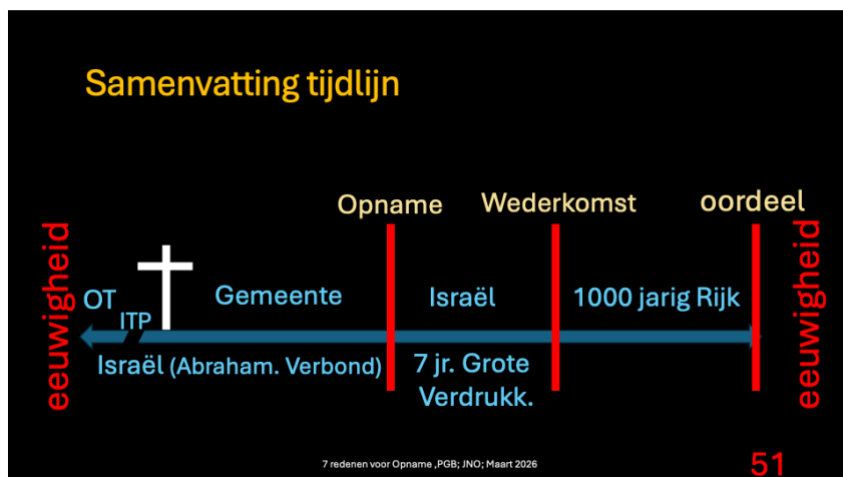 Samenvatting tijdlijn
Opname
Wederkomst
oordeel
eeuwigheid
OT
ITP
Gemeente
Israël
1000 jarig Rijk
eeuwigheid
Israël (Abraham. Verbond)
7 jr. Grote
Verdrukk.
7 redenen voor Opname ,PGB; JNO; Maart 2026
51